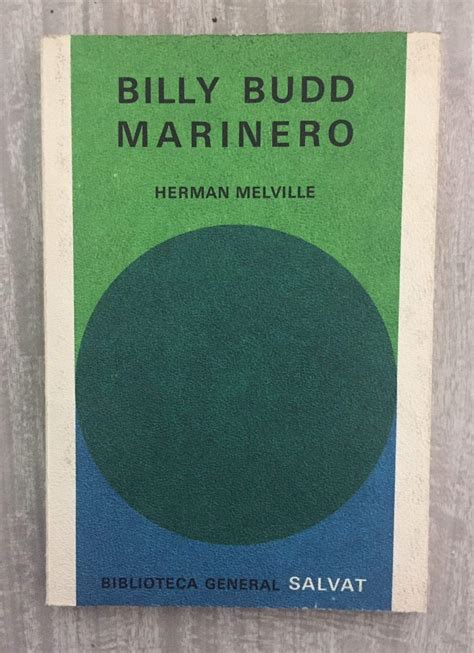 BILLY BUDD
MARINERO
HERMAN MELVILLE
BIBLIOTECA GENERAL SALVAT